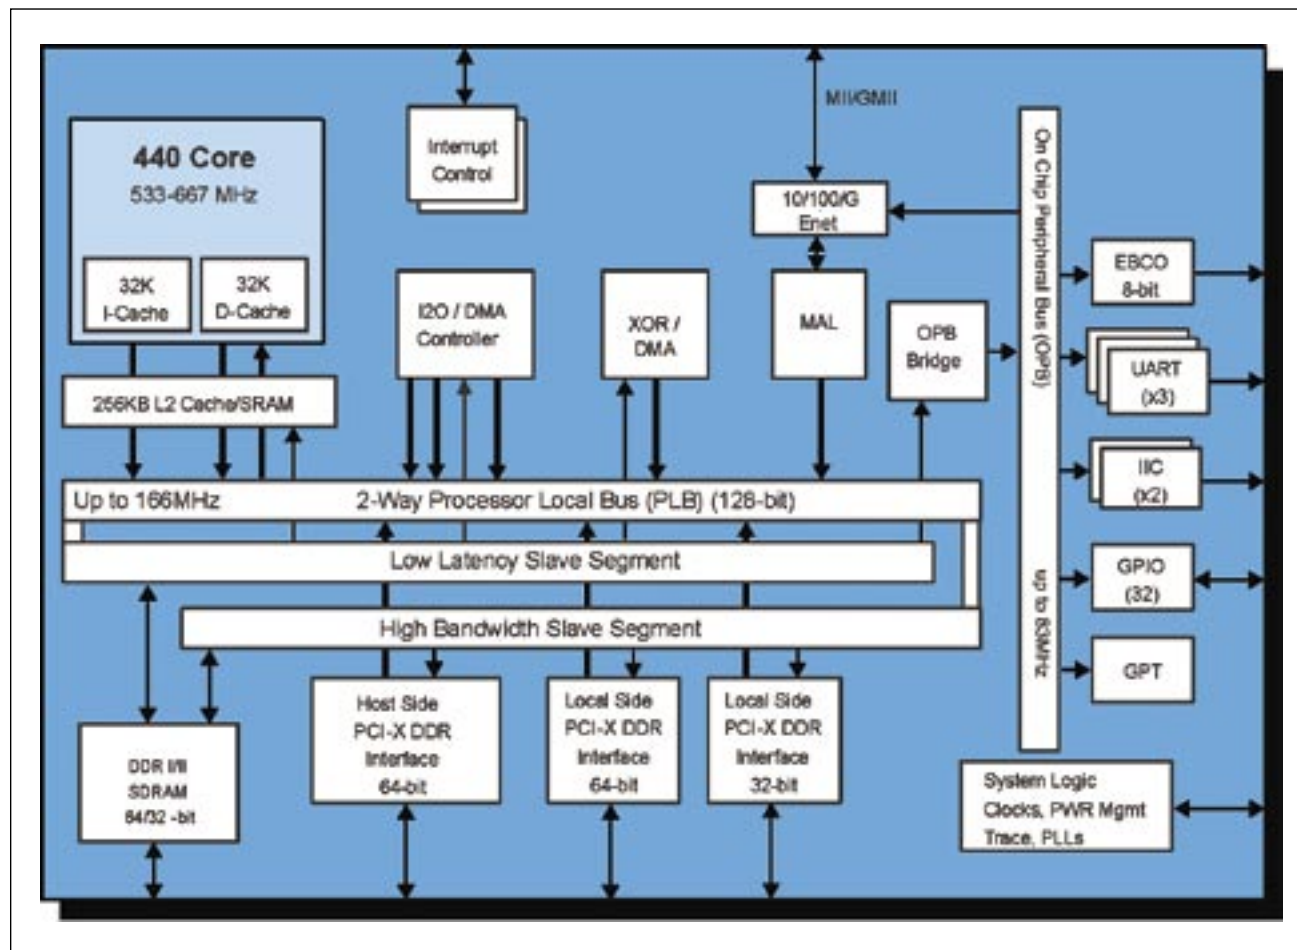 MII/GMII
440 Core
533-667 MHz
32K
I-Cache
32K
D-Cache
Interrupt
Control
10/100/G
Enet
I2O / DMA
Controller
XOR /
DMA
MAL
OPB
Bridge
On Chip Peripheral Bus (OPB)
up to 83MHz
EBCO
8-bit
UART
(x3)
IIC
(x2)
GPIO
(32)
GPT
256KB L2 Cache/SRAM
Up to 166MHz
2-Way Processor Local Bus (PLB) (128-bit)
Low Latency Slave Segment
High Bandwidth Slave Segment
DDR I/II
SDRAM
64/32 -bit
Host Side
PCI-X DDR
Interface
64-bit
Local Side
PCI-X DDR
Interface
64-bit
Local Side
PCI-X DDR
Interface
32-bit
System Logic
Clocks, PWR Mgmt
Trace, PLLs